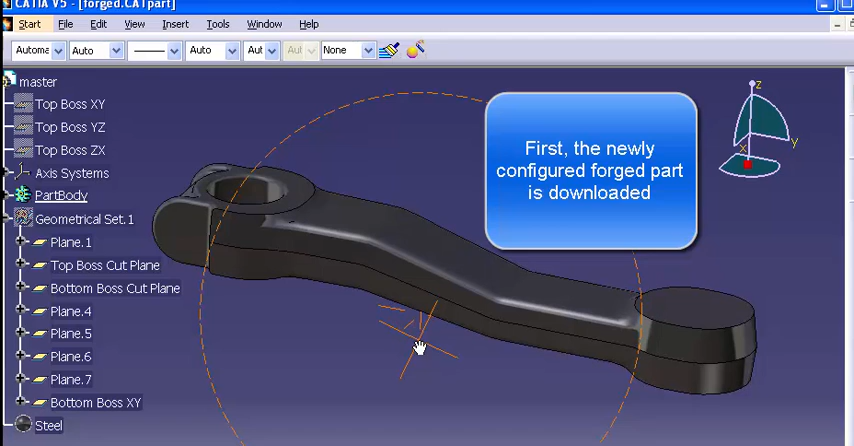 CATIA V5 - [forged.CATpart]
Start File Edit View Insert Tools Window Help
Automa Auto Auto Aut Aut None
master
Top Boss XY
Top Boss YZ
Top Boss ZX
Axis Systems
PartBody
Geometrical Set.1
Plane.1
Top Boss Cut Plane
Bottom Boss Cut Plane
Plane.4
Plane.5
Plane.6
Plane.7
Bottom Boss XY
Steel
First, the newly
configured forged part
is downloaded
z
y
x